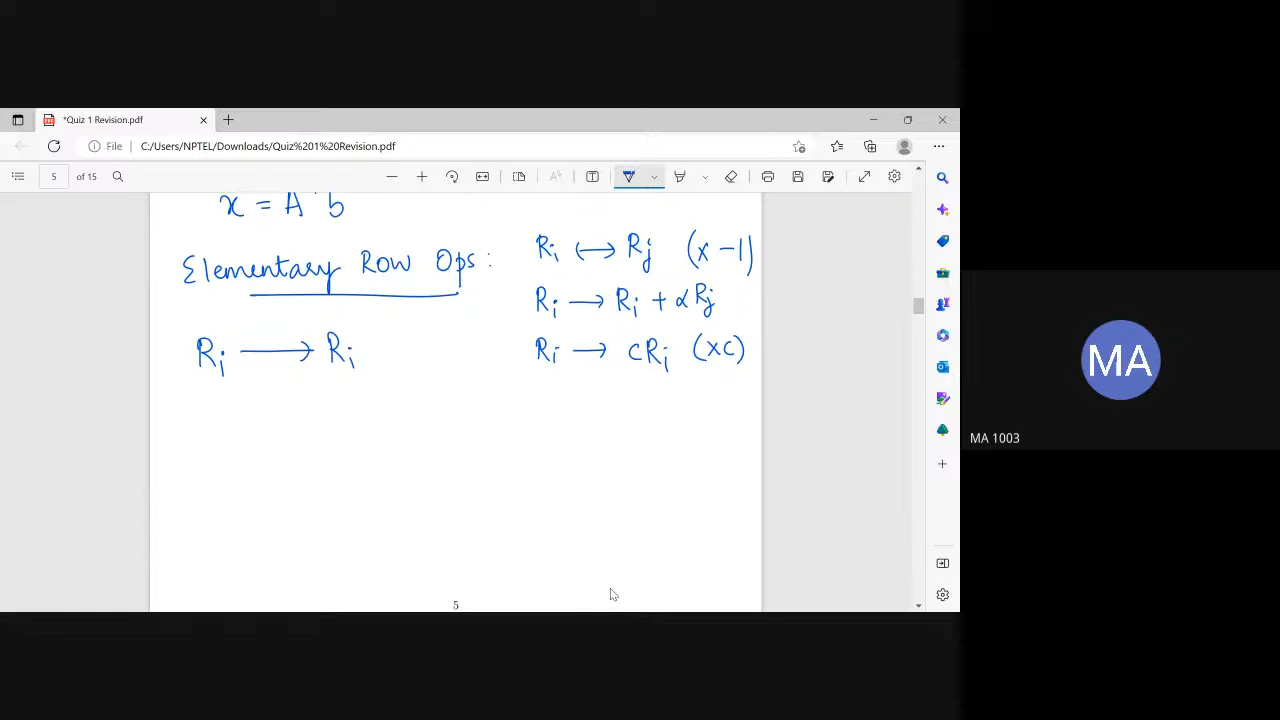 *Quiz 1 Revision.pdf
File C:/Users/NPTEL/Downloads/Quiz%201%20Revision.pdf
5 of 15
x = A b
Elementary Row Ops:
Ri ↔ Rj (x −1)
Ri → Ri + αRj
Ri → cRi (xc)
Ri → Ri
5
MA
MA 1003